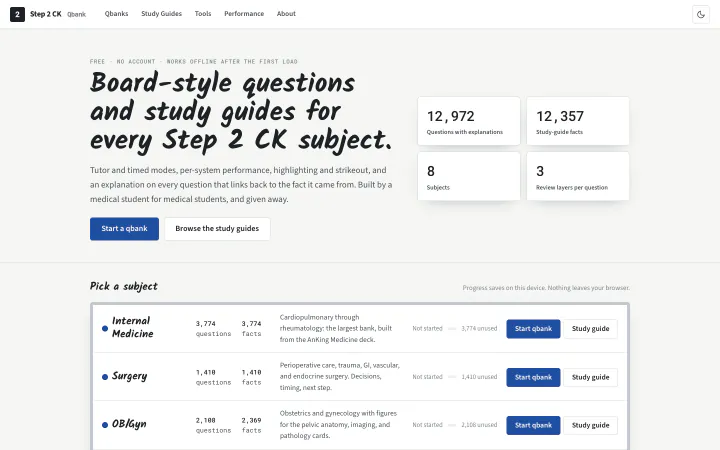 2 Step 2 CK Qbank Qbanks Study Guides Tools Performance About
FREE · NO ACCOUNT · WORKS OFFLINE AFTER THE FIRST LOAD
Board-style questions
and study guides for
every Step 2 CK subject.
Tutor and timed modes, per-system performance, highlighting and strikeout, and
an explanation on every question that links back to the fact it came from. Built by a
medical student for medical students, and given away.
Start a qbank Browse the study guides
12,972
Questions with explanations
12,357
Study-guide facts
8
Subjects
3
Review layers per question
Pick a subject
Progress saves on this device. Nothing leaves your browser.
Internal
Medicine
3,774
questions
3,774
facts
Cardiopulmonary through
rheumatology: the largest bank, built
from the AnKing Medicine deck.
Not started 3,774 unused
Start qbank Study guide
Surgery
1,410
questions
1,410
facts
Perioperative care, trauma, GI, vascular,
and endocrine surgery. Decisions,
timing, next step.
Not started 1,410 unused
Start qbank Study guide
OB/Gyn
2,108
questions
2,369
facts
Obstetrics and gynecology with figures
for the pelvic anatomy, imaging, and
pathology cards.
Not started 2,108 unused
Start qbank Study guide